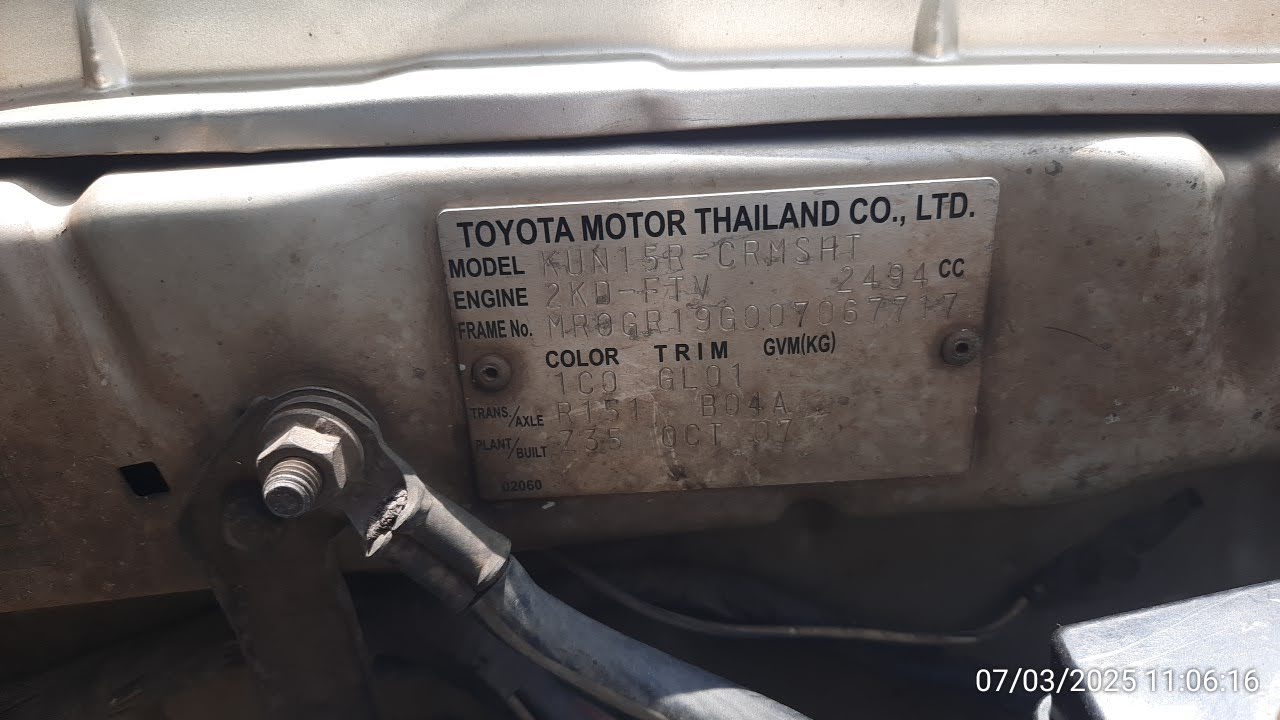 TOYOTA MOTOR THAILAND CO., LTD.
MODEL KUN15R-CRMSHT
ENGINE 2KD-FTV 2494 CC
FRAME No. MR0GR19G007067717
COLOR TRIM GVM(KG)
1C0 GL01
TRANS./AXLE R151 B04A
PLANT/BUILT -735 OCT 07
02060
07/03/2025 11:06:16